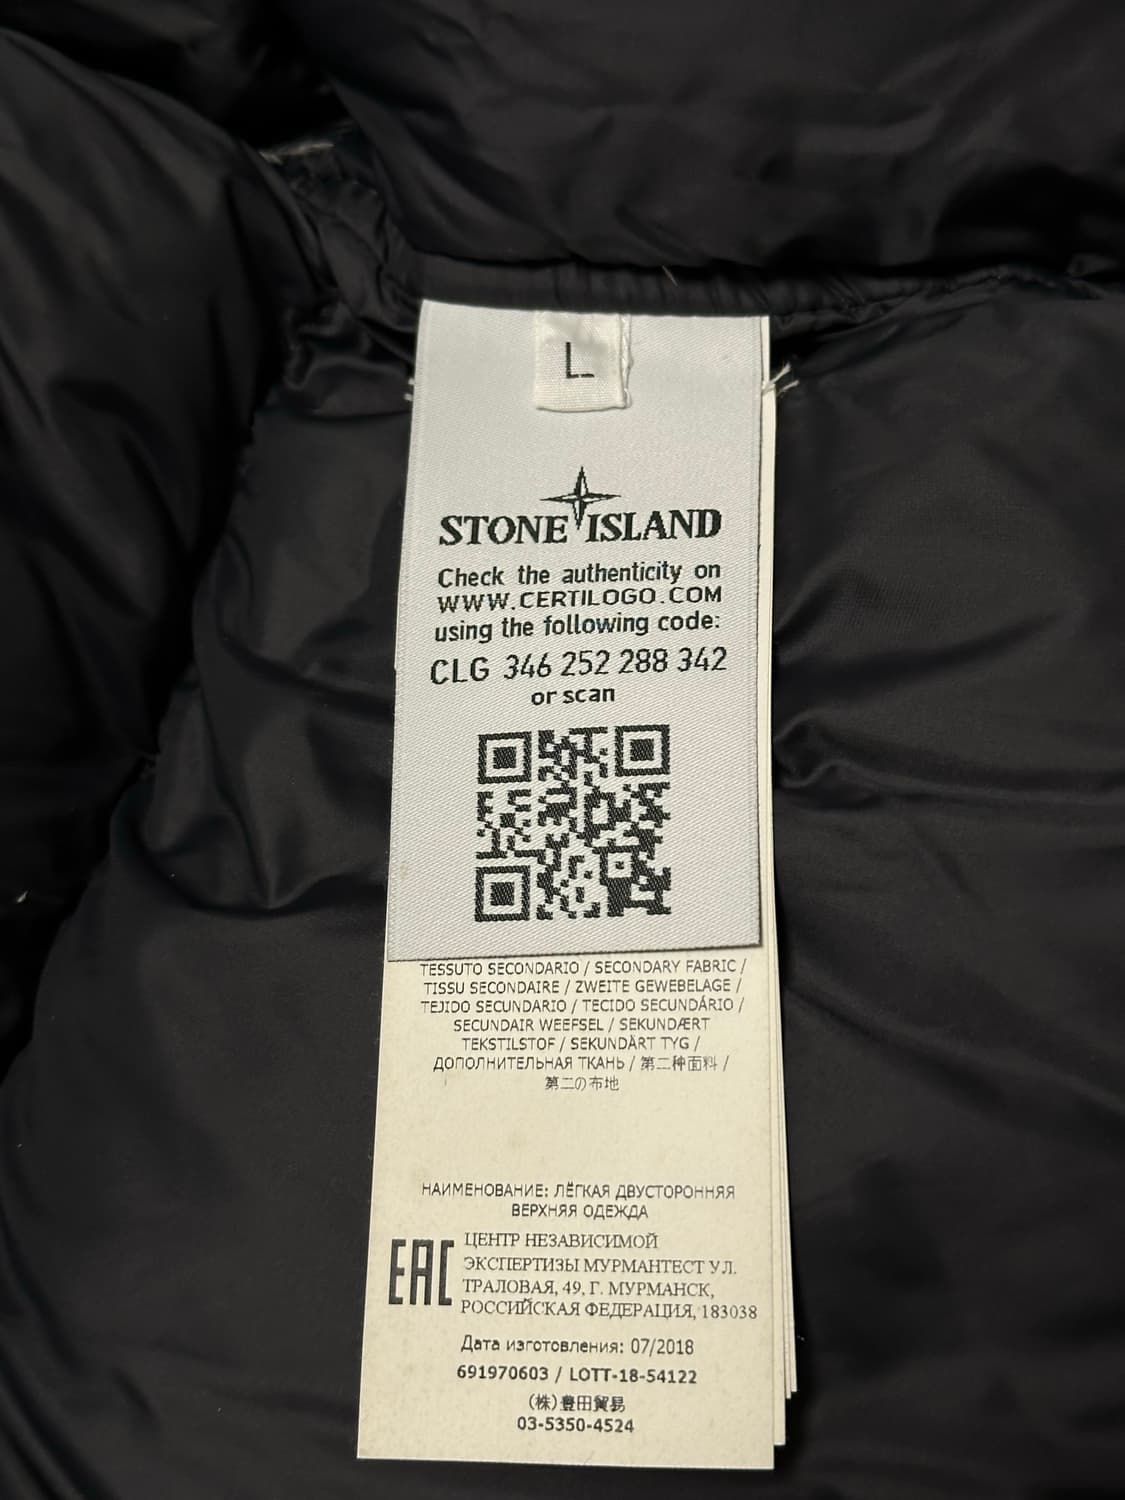 L
STONE ISLAND
Check the authenticity on
WWW.CERTILOGO.COM
using the following code:
CLG 346 252 288 342
or scan
TESSUTO SECONDARIO / SECONDARY FABRIC /
TISSU SECONDAIRE / ZWEITE GEWEBELAGE /
TEJIDO SECUNDARIO / TECIDO SECUNDÁRIO /
SECUNDAIR WEEFSEL / SEKUNDÆRT
TEKSTILSTOF / SEKUNDÄRT TYG /
ДОПОЛНИТЕЛЬНАЯ ТКАНЬ / 第二种面料 /
第二の布地
НАИМЕНОВАНИЕ: ЛЁГКАЯ ДВУСТОРОННЯЯ
ВЕРХНЯЯ ОДЕЖДА
EAC
ЦЕНТР НЕЗАВИСИМОЙ
ЭКСПЕРТИЗЫ МУРМАНТЕСТ УЛ.
ТРАЛОВАЯ, 49, Г. МУРМАНСК,
РОССИЙСКАЯ ФЕДЕРАЦИЯ, 183038
Дата изготовления: 07/2018
691970603 / LOTT-18-54122
(株)豊田貿易
03-5350-4524